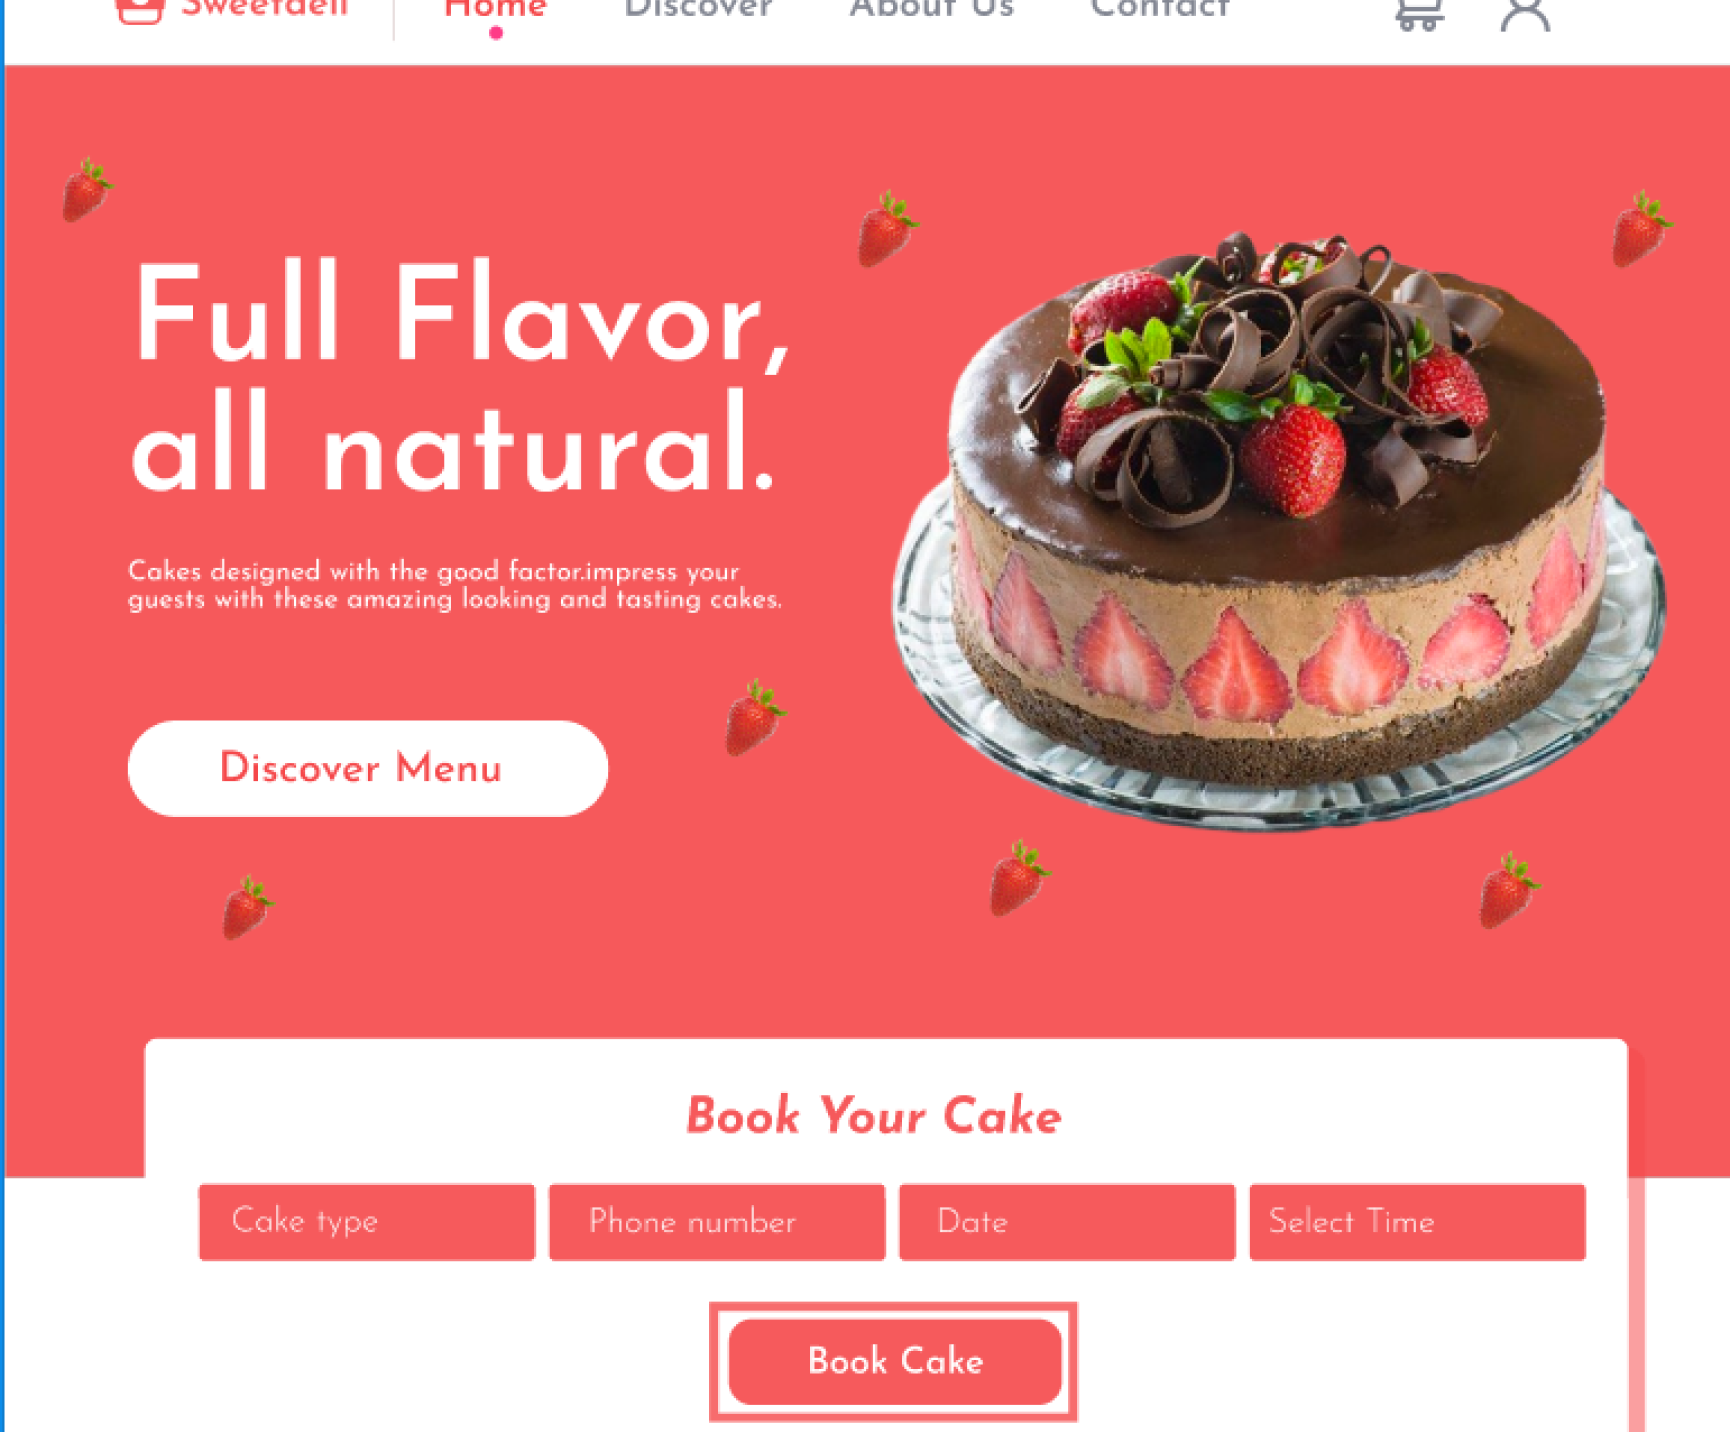 Sweetdeli
Home
Discover
About Us
Contact
Full Flavor,
all natural.
Cakes designed with the good factor.impress your
guests with these amazing looking and tasting cakes.
Discover Menu
Book Your Cake
Cake type
Phone number
Date
Select Time
Book Cake